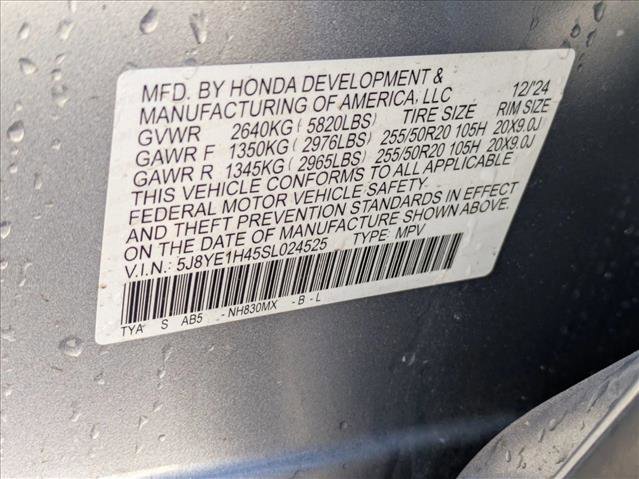 MFD. BY HONDA DEVELOPMENT &
MANUFACTURING OF AMERICA, LLC 12/'24
GVWR 2640KG ( 5820LBS) TIRE SIZE RIM SIZE
GAWR F 1350KG ( 2976LBS) 255/50R20 105H 20X9.0J
GAWR R 1345KG ( 2965LBS) 255/50R20 105H 20X9.0J
THIS VEHICLE CONFORMS TO ALL APPLICABLE
FEDERAL MOTOR VEHICLE SAFETY,
AND THEFT PREVENTION STANDARDS IN EFFECT
ON THE DATE OF MANUFACTURE SHOWN ABOVE.
V.I.N.: 5J8YE1H45SL024525 TYPE: MPV
TYA S AB5 -NH830MX -B-L